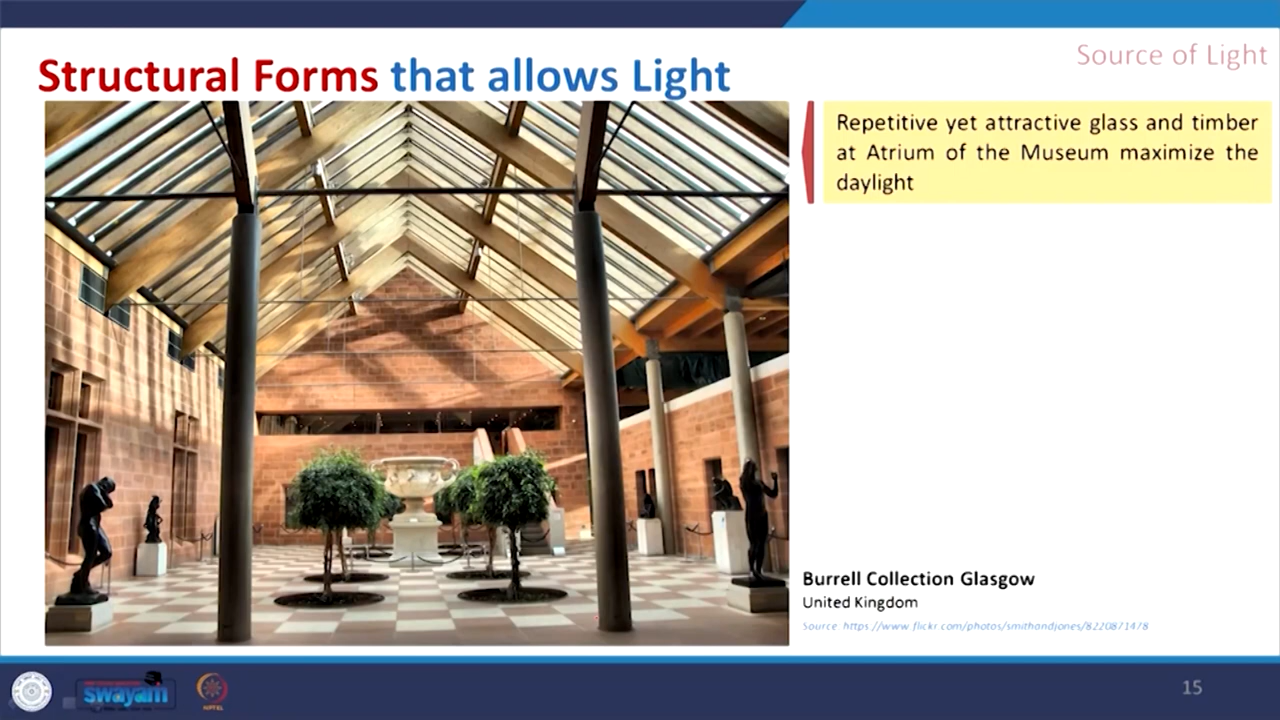 Source of Light
Structural Forms that allows Light
Repetitive yet attractive glass and timber
at Atrium of the Museum maximize the
daylight
Burrell Collection Glasgow
United Kingdom
Source: https://www.flickr.com/photos/smithandjones/8220871478
swayam
NPTEL
15